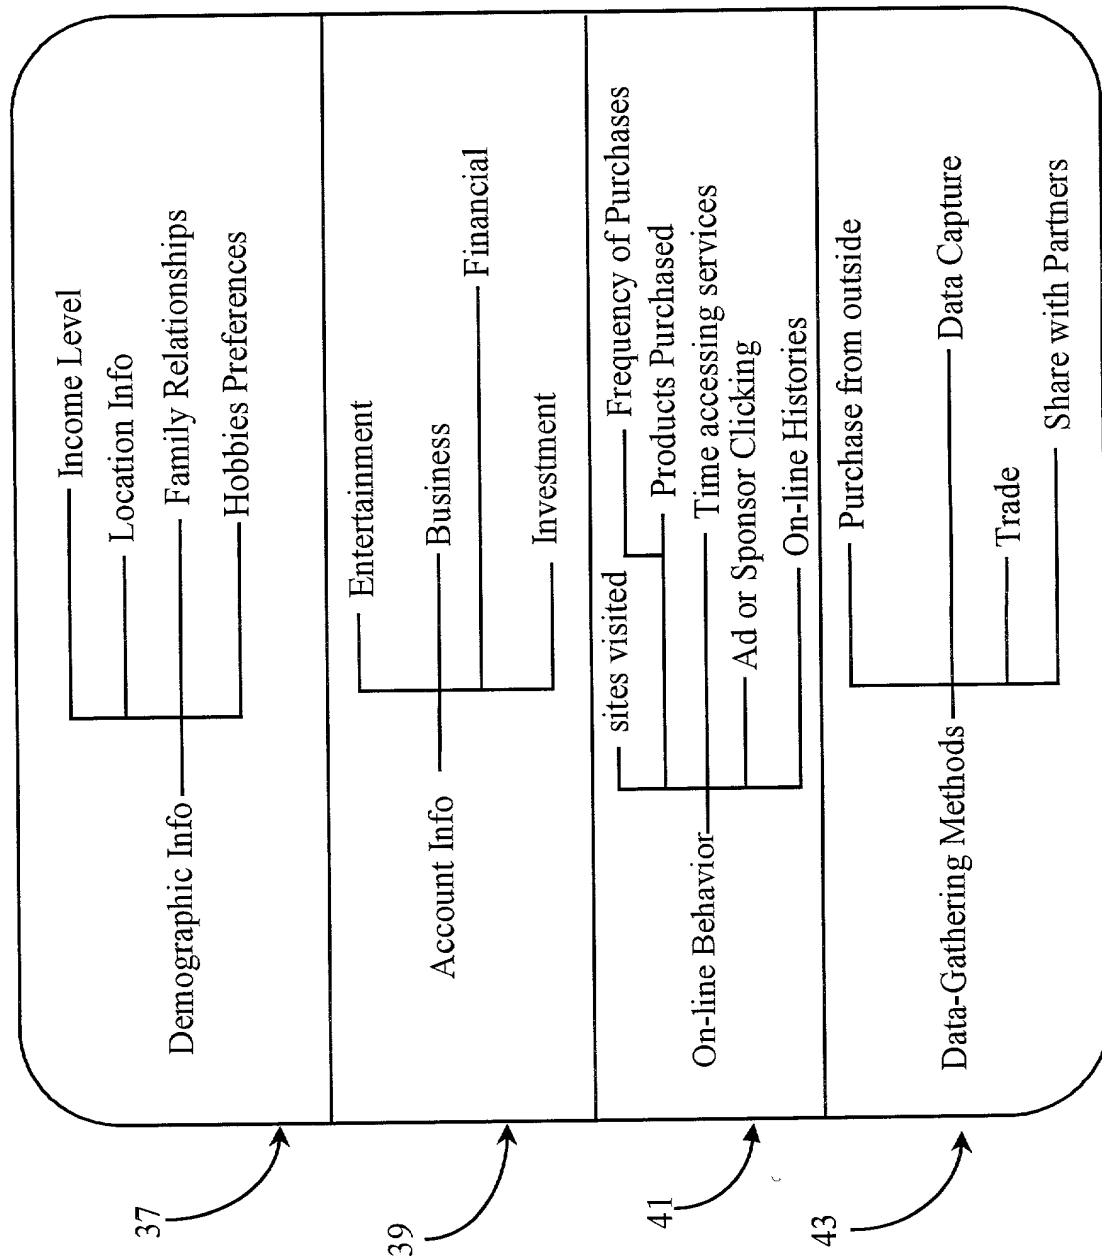 37
Demographic Info
Income Level
Location Info
Family Relationships
Hobbies Preferences
39
Account Info
Entertainment
Business
Financial
Investment
41
On-line Behavior
sites visited
Frequency of Purchases
Products Purchased
Time accessing services
Ad or Sponsor Clicking
On-line Histories
43
Data-Gathering Methods
Purchase from outside
Data Capture
Trade
Share with Partners